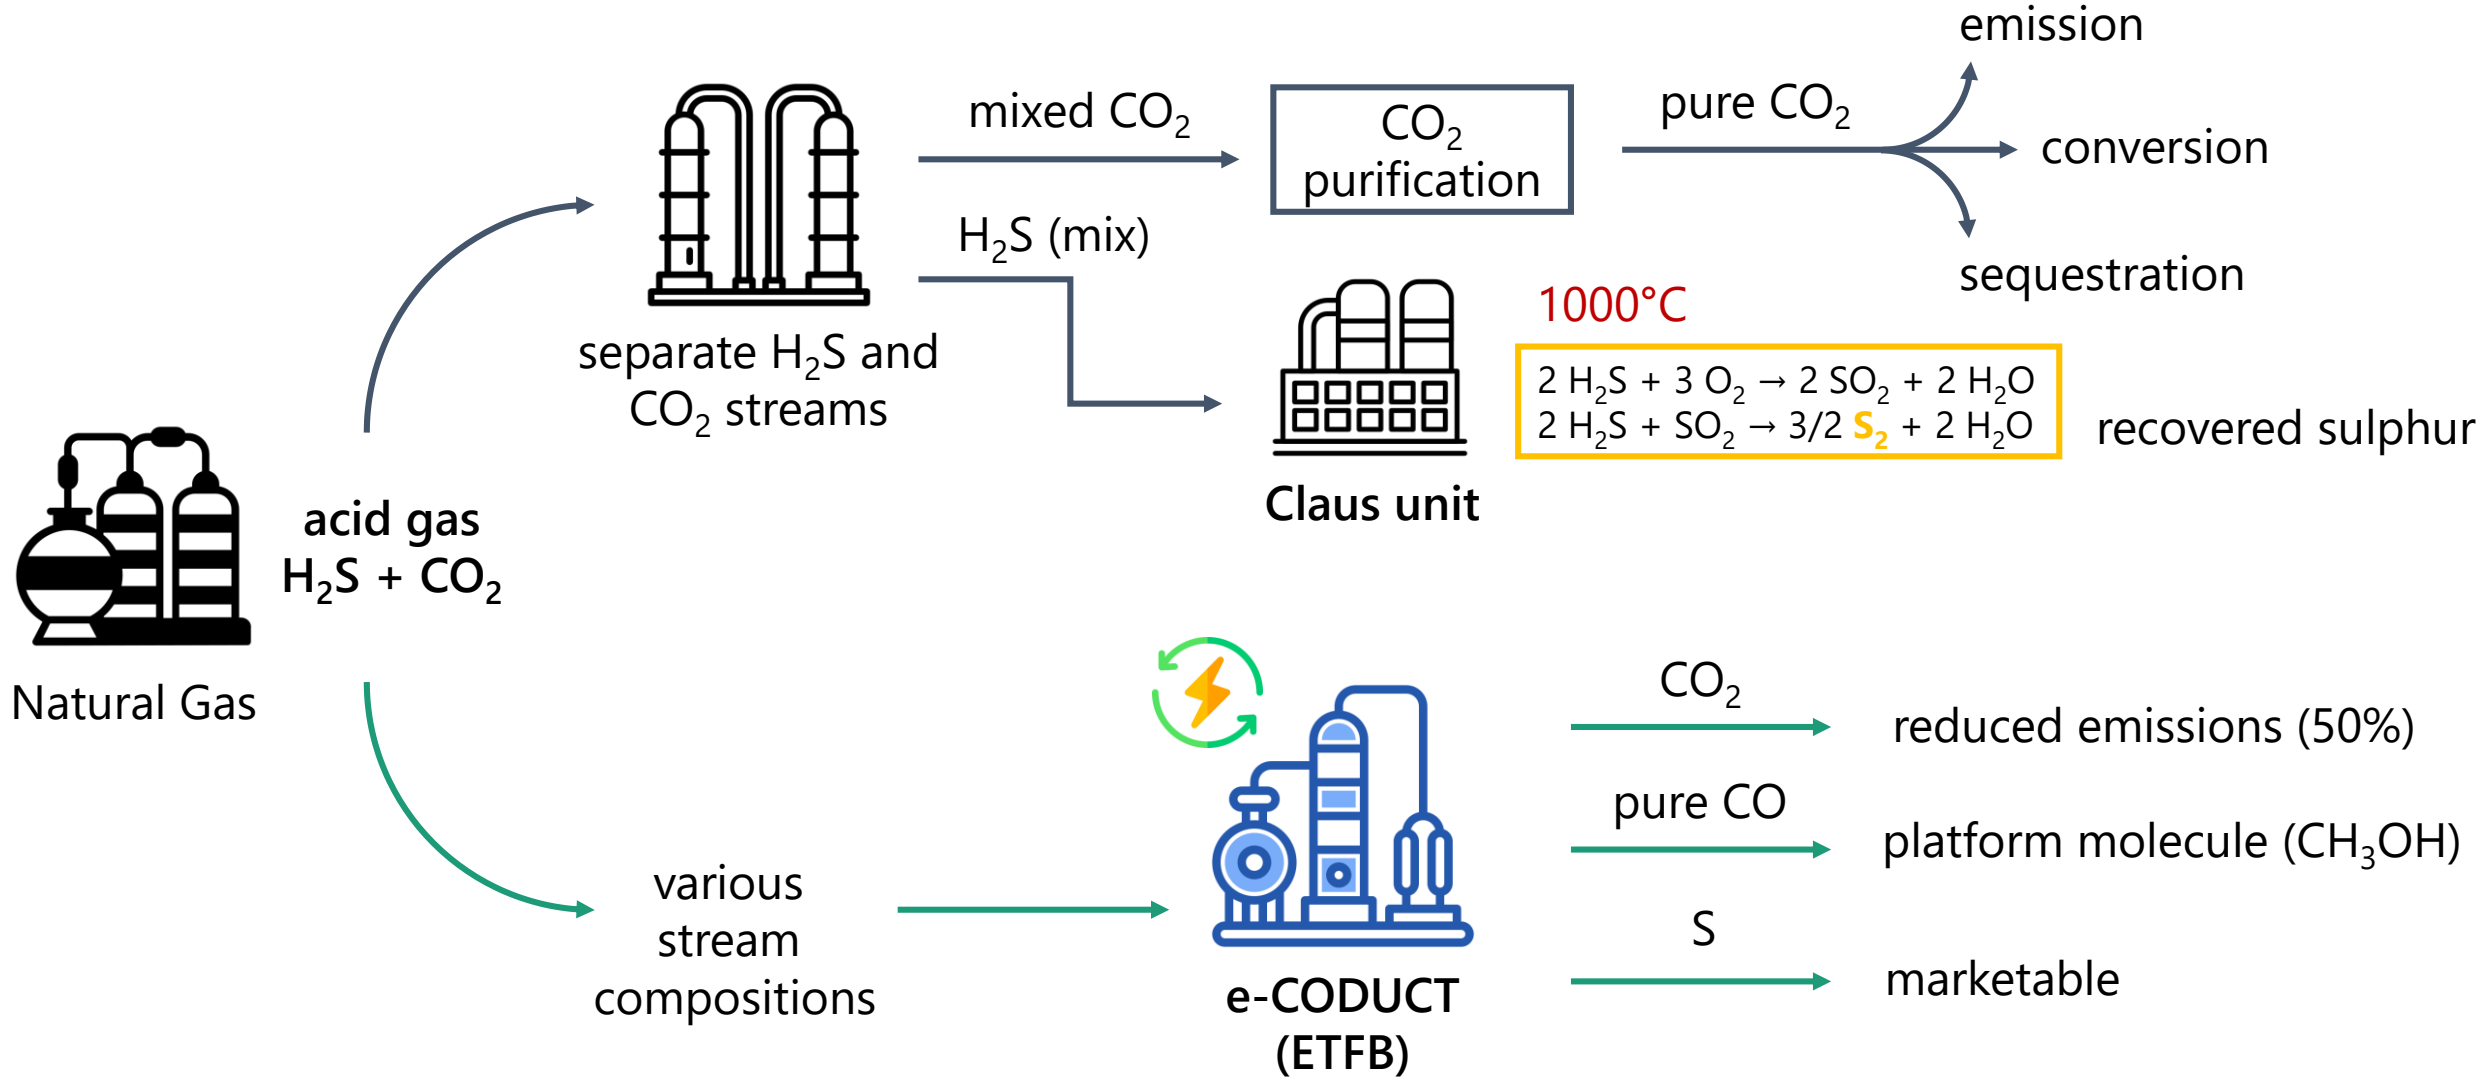 emission
mixed CO₂
CO₂
purification
pure CO₂
conversion
H₂S (mix)
sequestration
separate H₂S and
CO₂ streams
1000°C
2 H₂S + 3 O₂ → 2 SO₂ + 2 H₂O
2 H₂S + SO₂ → 3/2 S₂ + 2 H₂O
recovered sulphur
Claus unit
acid gas
H₂S + CO₂
Natural Gas
various
stream
compositions
e-CODUCT
(ETFB)
CO₂
reduced emissions (50%)
pure CO
platform molecule (CH₃OH)
S
marketable